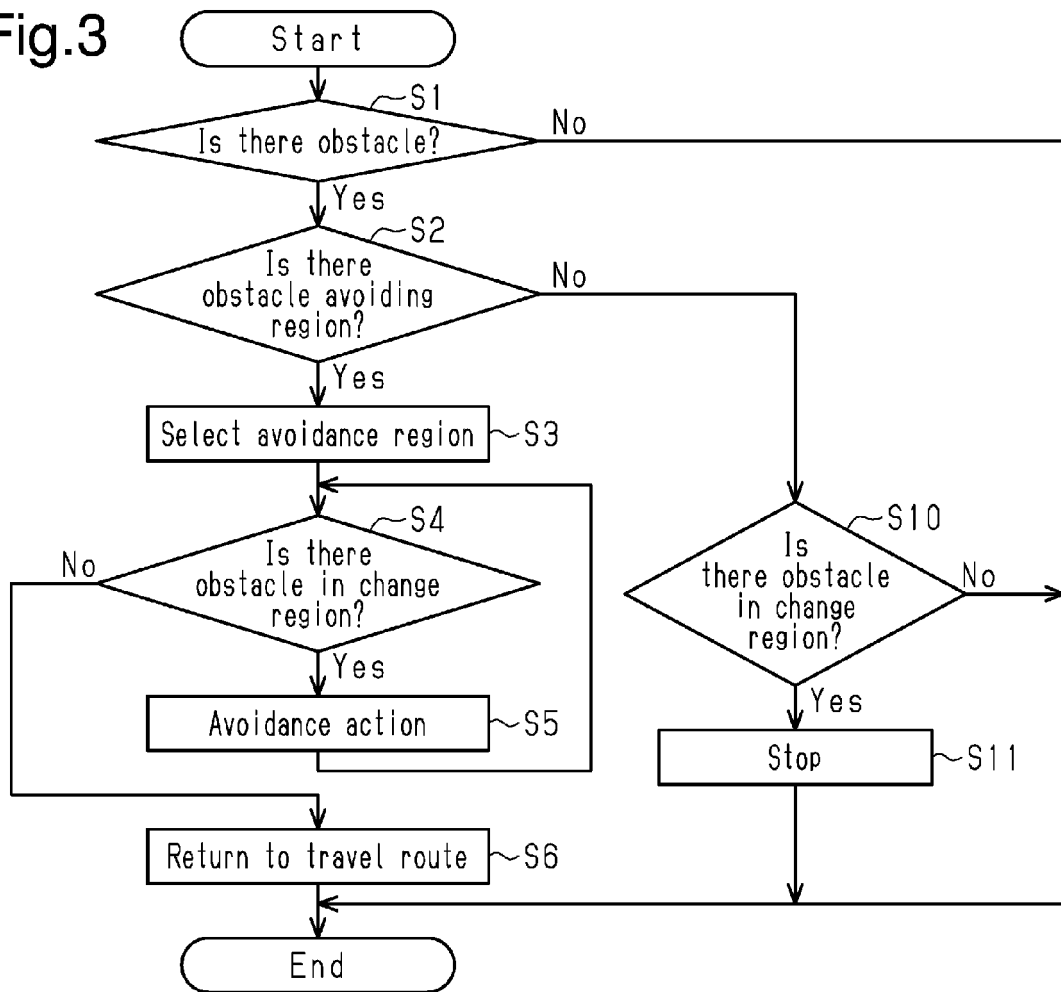 Fig.3
Start
S1
Is there obstacle?
No
Yes
S2
Is there
obstacle avoiding
region?
No
Yes
Select avoidance region
S3
S4
Is there
obstacle in change
region?
No
Yes
Avoidance action
S5
S10
Is
there obstacle
in change
region?
No
Yes
Stop
S11
Return to travel route
S6
End